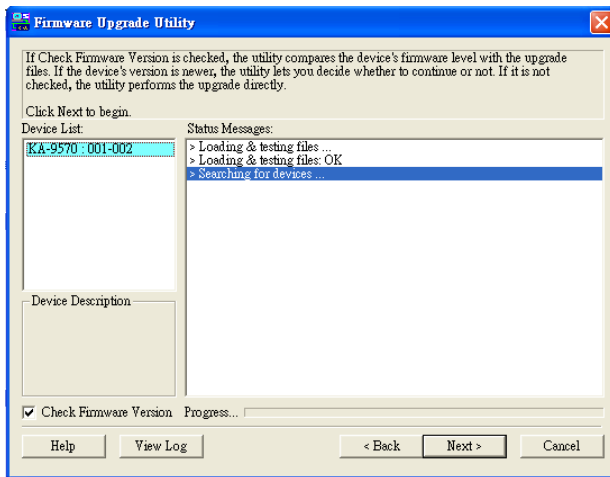 Firmware Upgrade Utility
If Check Firmware Version is checked, the utility compares the device's firmware level with the upgrade
files. If the device's version is newer, the utility lets you decide whether to continue or not. If it is not
checked, the utility performs the upgrade directly.
Click Next to begin.
Device List:
Status Messages:
KA-9570 : 001-002
> Loading & testing files ...
> Loading & testing files: OK
> Searching for devices ...
Device Description
Check Firmware Version
Progress...
Help
View Log
< Back
Next >
Cancel